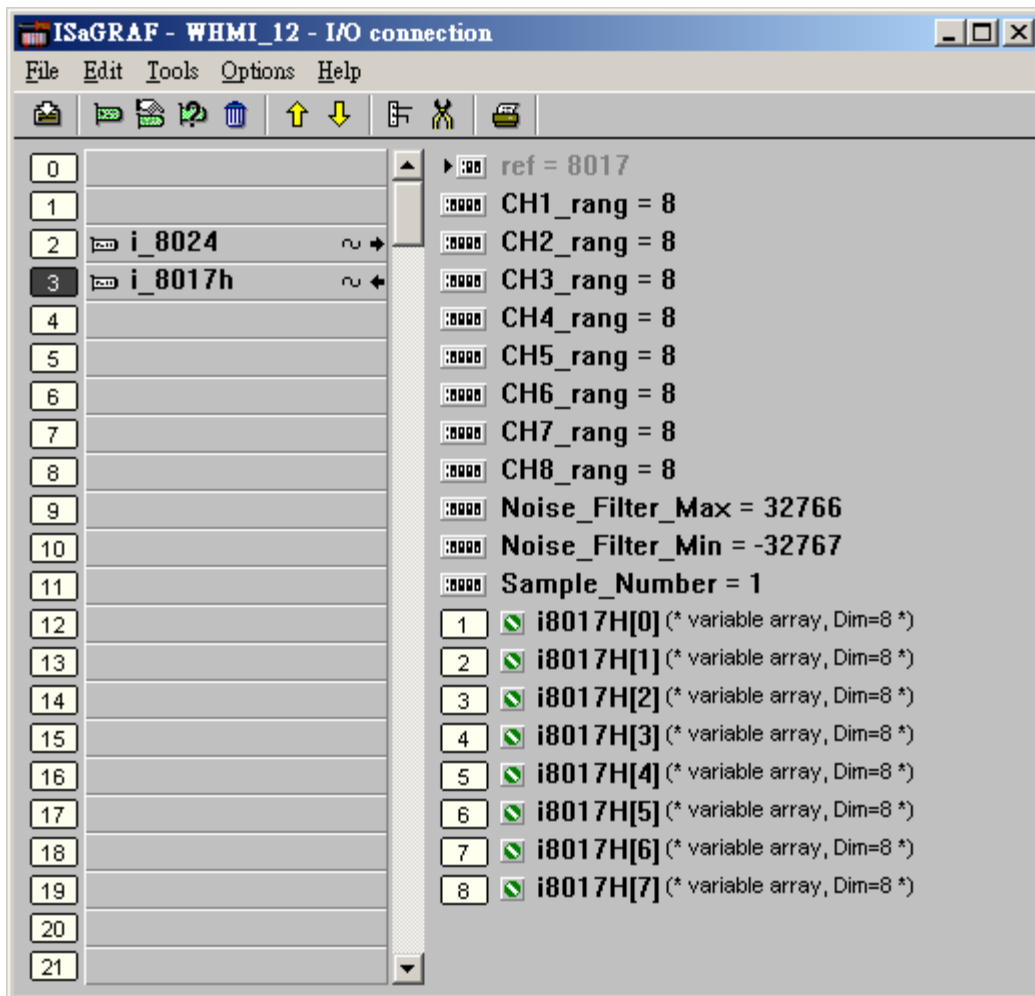 ISaGRAF - WHMI_12 - I/O connection
File Edit Tools Options Help
0
1
2 i_8024
3 i_8017h
4
5
6
7
8
9
10
11
12
13
14
15
16
17
18
19
20
21
ref = 8017
CH1_rang = 8
CH2_rang = 8
CH3_rang = 8
CH4_rang = 8
CH5_rang = 8
CH6_rang = 8
CH7_rang = 8
CH8_rang = 8
Noise_Filter_Max = 32766
Noise_Filter_Min = -32767
Sample_Number = 1
1 i8017H[0] (* variable array, Dim=8 *)
2 i8017H[1] (* variable array, Dim=8 *)
3 i8017H[2] (* variable array, Dim=8 *)
4 i8017H[3] (* variable array, Dim=8 *)
5 i8017H[4] (* variable array, Dim=8 *)
6 i8017H[5] (* variable array, Dim=8 *)
7 i8017H[6] (* variable array, Dim=8 *)
8 i8017H[7] (* variable array, Dim=8 *)